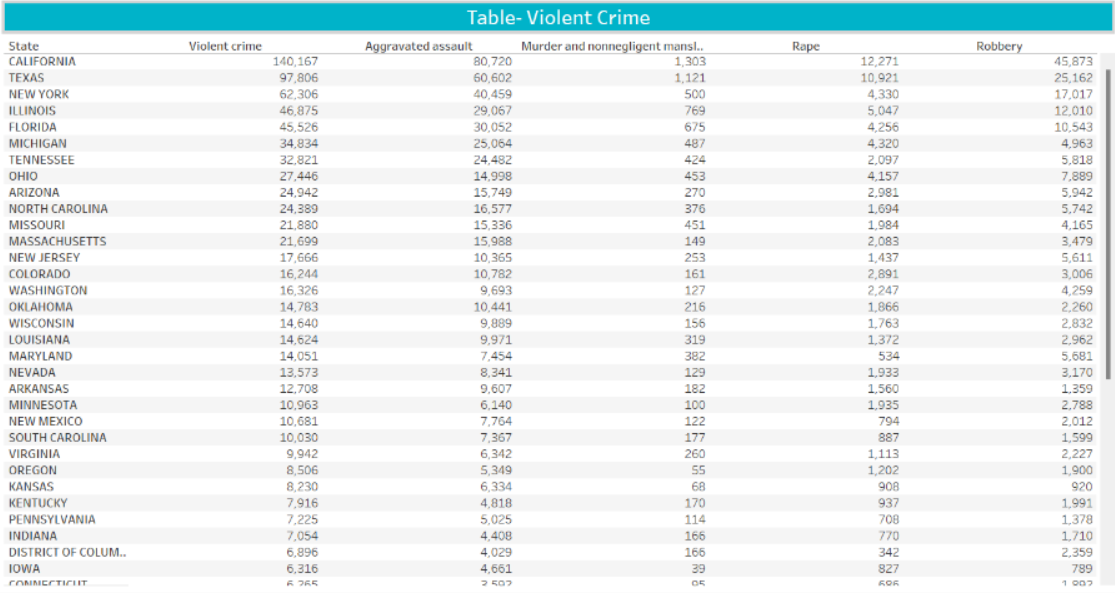 Table- Violent Crime
State Violent crime Aggravated assault Murder and nonnegligent mansl.. Rape Robbery
CALIFORNIA 140,167 80,720 1,303 12,271 45,873
TEXAS 97,806 60,602 1,121 10,921 25,162
NEW YORK 62,306 40,459 500 4,330 17,017
ILLINOIS 46,875 29,067 769 5,047 12,010
FLORIDA 45,526 30,052 675 4,256 10,543
MICHIGAN 34,834 25,064 487 4,320 4,963
TENNESSEE 32,821 24,482 424 2,097 5,818
OHIO 27,446 14,998 453 4,157 7,889
ARIZONA 24,942 15,749 270 2,981 5,942
NORTH CAROLINA 24,389 16,577 376 1,694 5,742
MISSOURI 21,880 15,336 451 1,984 4,165
MASSACHUSETTS 21,699 15,988 149 2,083 3,479
NEW JERSEY 17,666 10,365 253 1,437 5,611
COLORADO 16,244 10,782 161 2,891 3,006
WASHINGTON 16,326 9,693 127 2,247 4,259
OKLAHOMA 14,783 10,441 216 1,866 2,260
WISCONSIN 14,640 9,889 156 1,763 2,832
LOUISIANA 14,624 9,971 319 1,372 2,962
MARYLAND 14,051 7,454 382 534 5,681
NEVADA 13,573 8,341 129 1,933 3,170
ARKANSAS 12,708 9,607 182 1,560 1,359
MINNESOTA 10,963 6,140 100 1,935 2,788
NEW MEXICO 10,681 7,764 122 794 2,012
SOUTH CAROLINA 10,030 7,367 177 887 1,599
VIRGINIA 9,942 6,342 260 1,113 2,227
OREGON 8,506 5,349 55 1,202 1,900
KANSAS 8,230 6,334 68 908 920
KENTUCKY 7,916 4,818 170 937 1,991
PENNSYLVANIA 7,225 5,025 114 708 1,378
INDIANA 7,054 4,408 166 770 1,710
DISTRICT OF COLUM.. 6,896 4,029 166 342 2,359
IOWA 6,316 4,661 39 827 789
CONNECTICUT 6,265 3,592 95 686 1,892